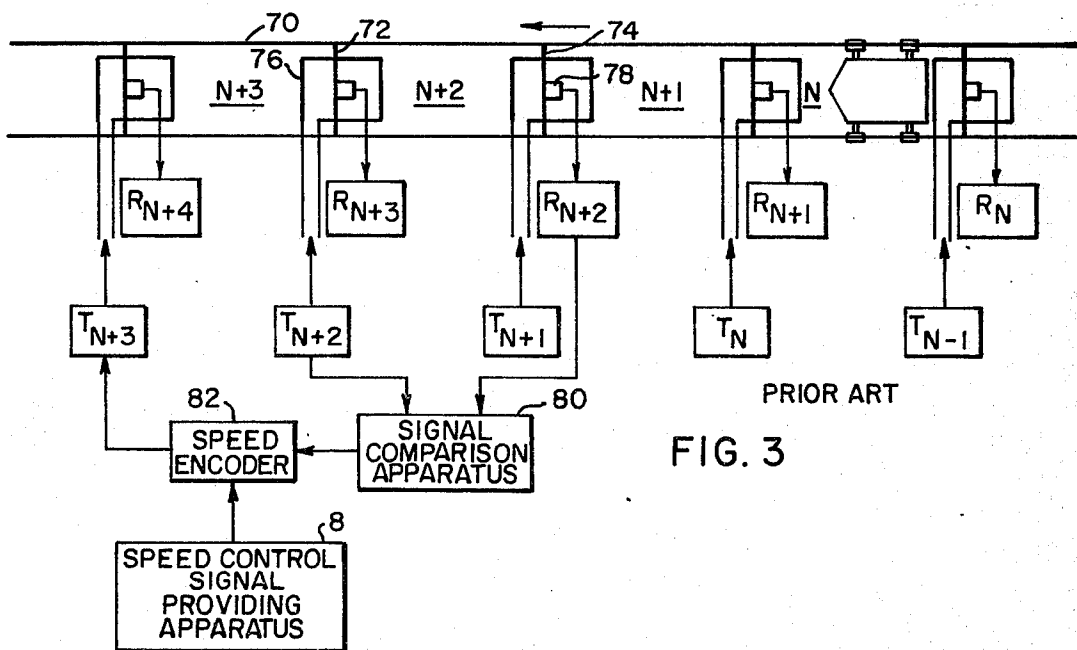 70
72
74
76
78
N+3
N+2
N+1
N
R_N+4
R_N+3
R_N+2
R_N+1
R_N
T_N+3
T_N+2
T_N+1
T_N
T_N-1
PRIOR ART
82
80
SPEED
ENCODER
SIGNAL
COMPARISON
APPARATUS
FIG. 3
8
SPEED CONTROL
SIGNAL
PROVIDING
APPARATUS